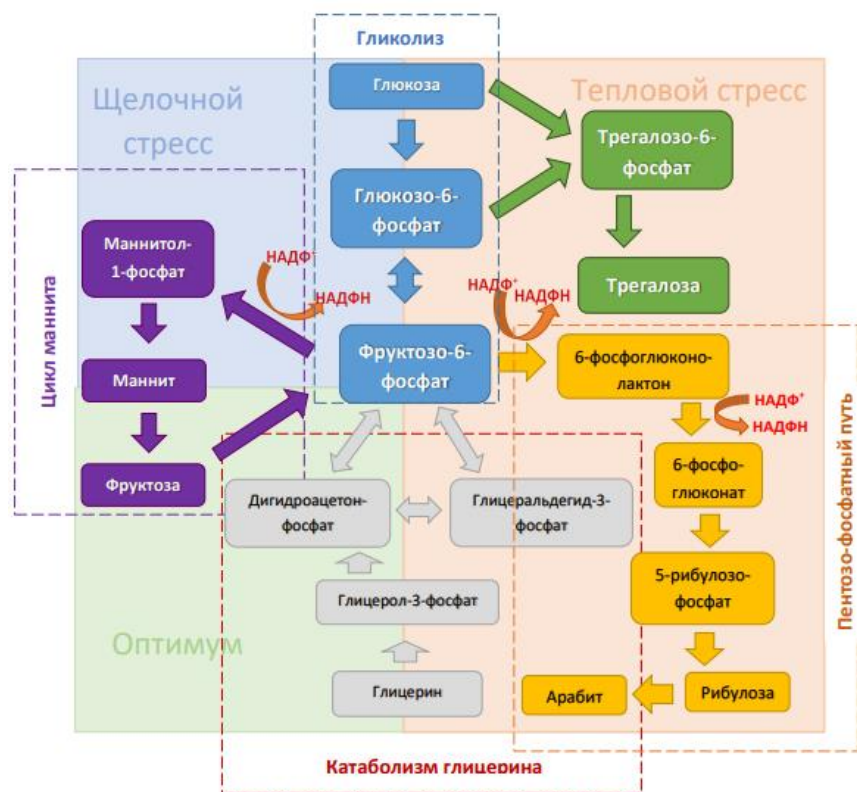 Гликолиз
Щелочной
стресс
Тепловой стресс
Глюкоза
Трегалозо-6-
фосфат
Глюкозо-6-
фосфат
Трегалоза
Цикл маннита
Маннитол-
1-фосфат
НАДФ⁺
НАДФН
НАДФ⁺
НАДФН
Маннит
Фруктозо-6-
фосфат
6-фосфоглюконо-
лактон
НАДФ⁺
НАДФН
Пентозо-фосфатный путь
Фруктоза
6-фосфо-
глюконат
Дигидроацетон-
фосфат
Глицеральдегид-3-
фосфат
5-рибулозо-
фосфат
Глицерол-3-фосфат
Оптимум
Глицерин
Арабит
Рибулоза
Катаболизм глицерина